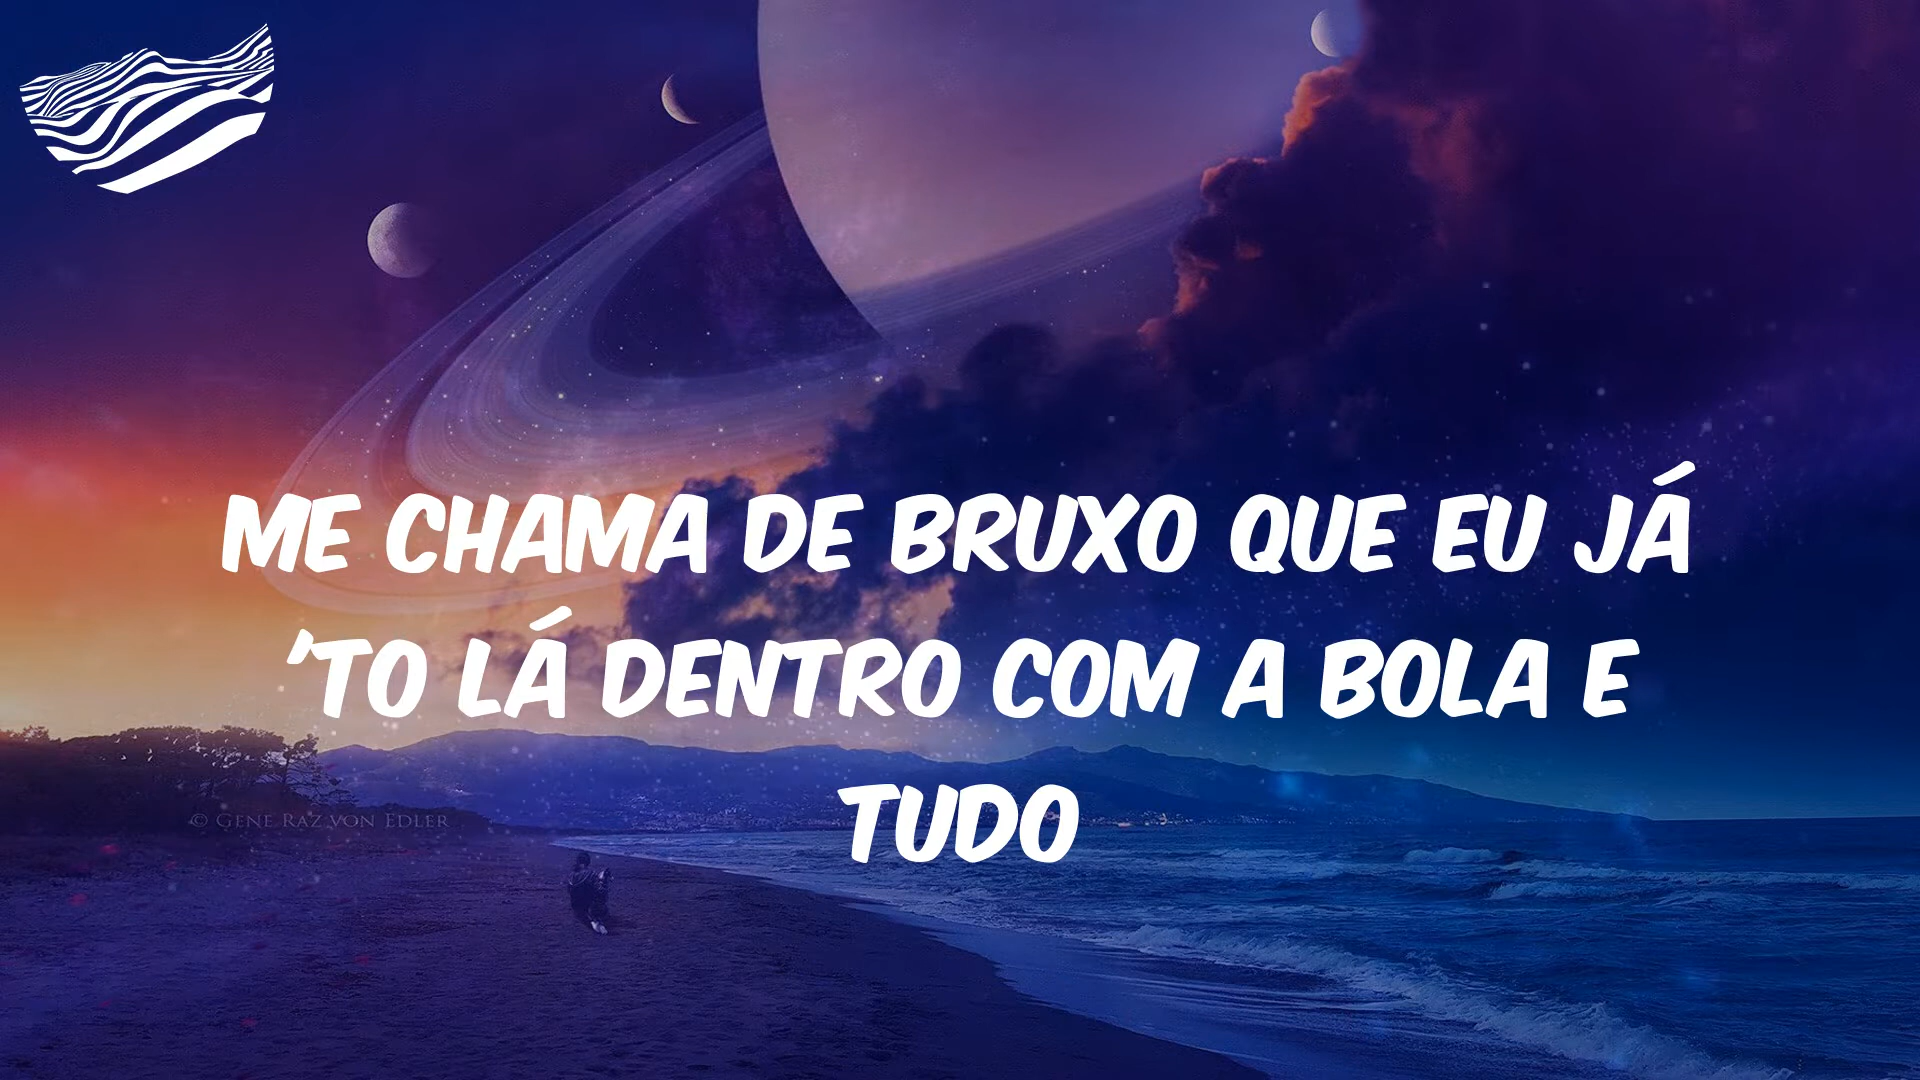 ME CHAMA DE BRUXO QUE EU JÁ
'TO LÁ DENTRO COM A BOLA E
TUDO
© GENE RAZ VON EDLER